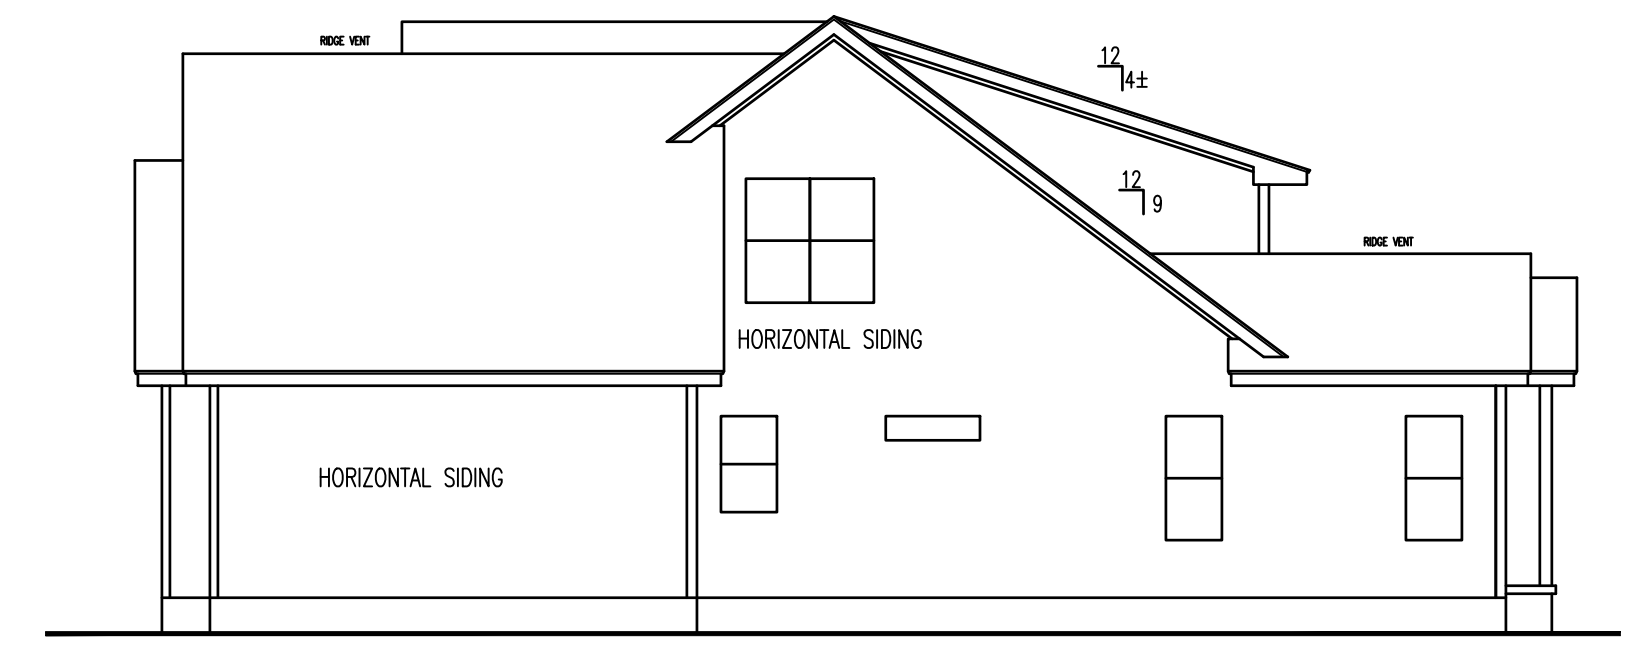 RIDGE VENT
12
4±
12
9
RIDGE VENT
HORIZONTAL SIDING
HORIZONTAL SIDING